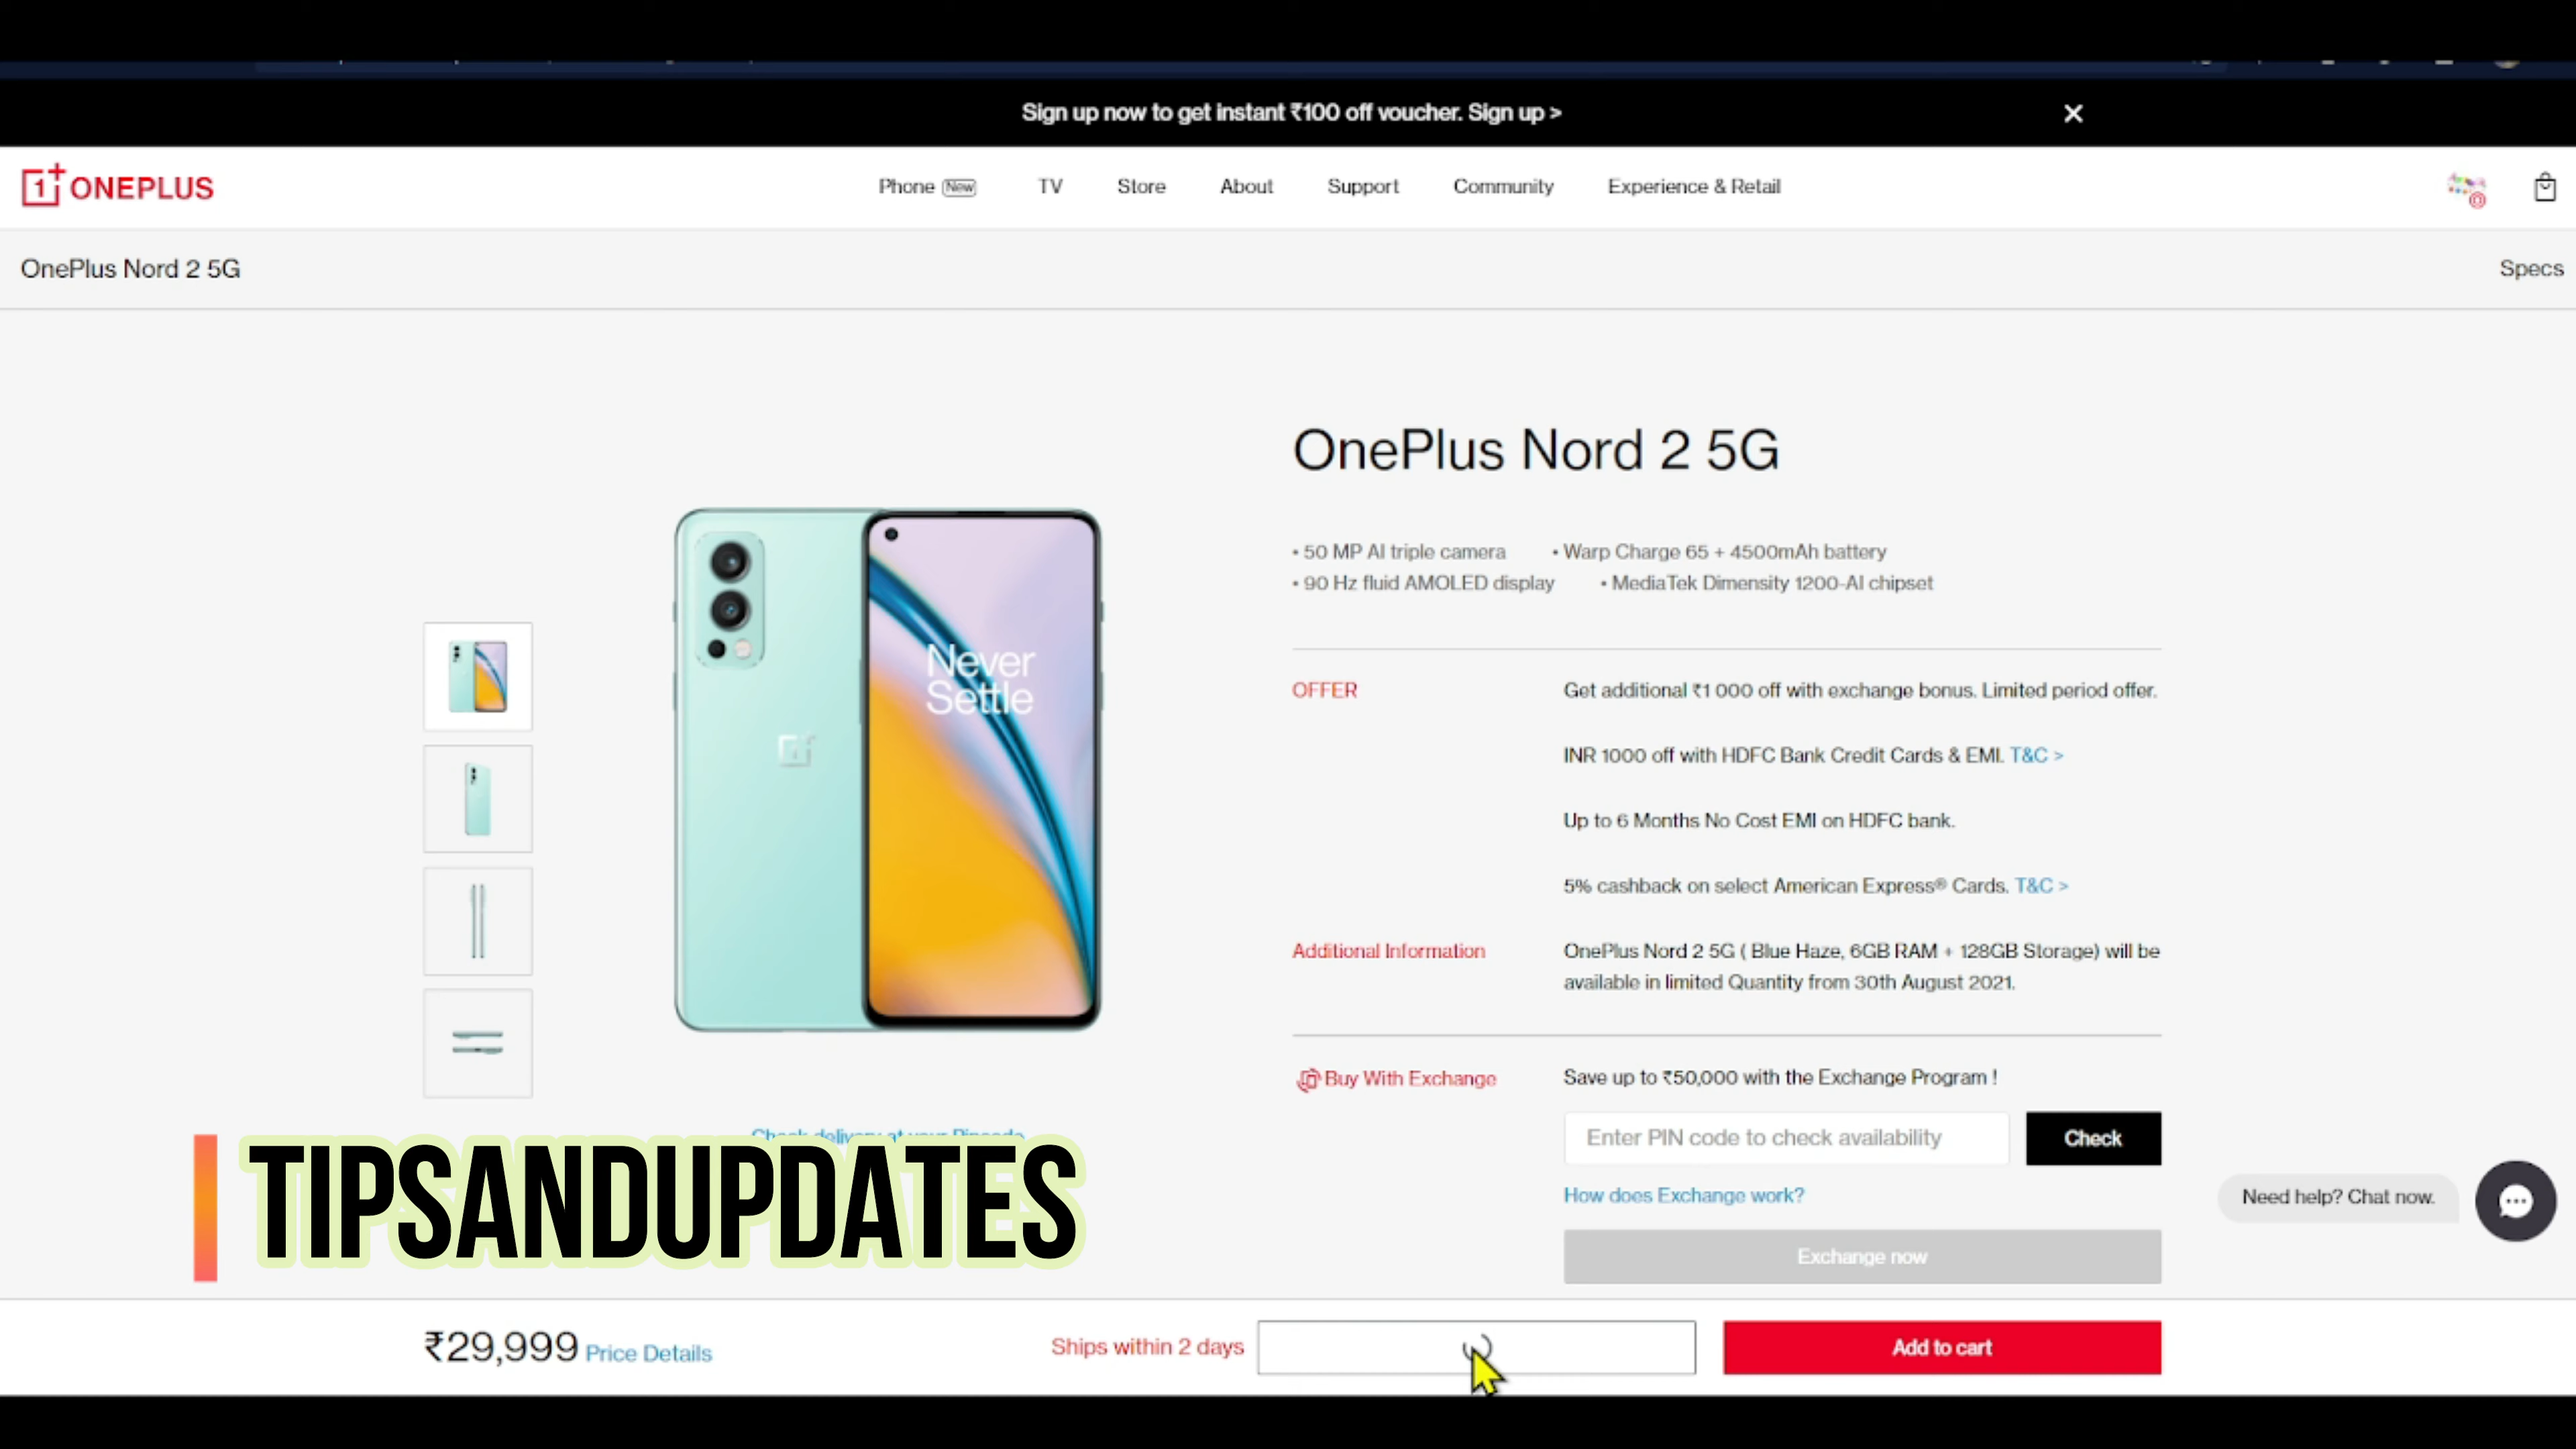 Sign up now to get instant ₹100 off voucher. Sign up >
ONEPLUS
Phone New
TV
Store
About
Support
Community
Experience & Retail
OnePlus Nord 2 5G
Specs
OnePlus Nord 2 5G
• 50 MP AI triple camera • Warp Charge 65 + 4500mAh battery
• 90 Hz fluid AMOLED display • MediaTek Dimensity 1200-AI chipset
Never
Settle
OFFER
Get additional ₹1 000 off with exchange bonus. Limited period offer.
INR 1000 off with HDFC Bank Credit Cards & EMI. T&C >
Up to 6 Months No Cost EMI on HDFC bank.
5% cashback on select American Express® Cards. T&C >
Additional Information
OnePlus Nord 2 5G ( Blue Haze, 6GB RAM + 128GB Storage) will be
available in limited Quantity from 30th August 2021.
Buy With Exchange
Save up to ₹50,000 with the Exchange Program !
Enter PIN code to check availability
Check
How does Exchange work?
Exchange now
Check delivery at your Pincode
TIPSANDUPDATES
Need help? Chat now.
₹29,999 Price Details
Ships within 2 days
Add to cart